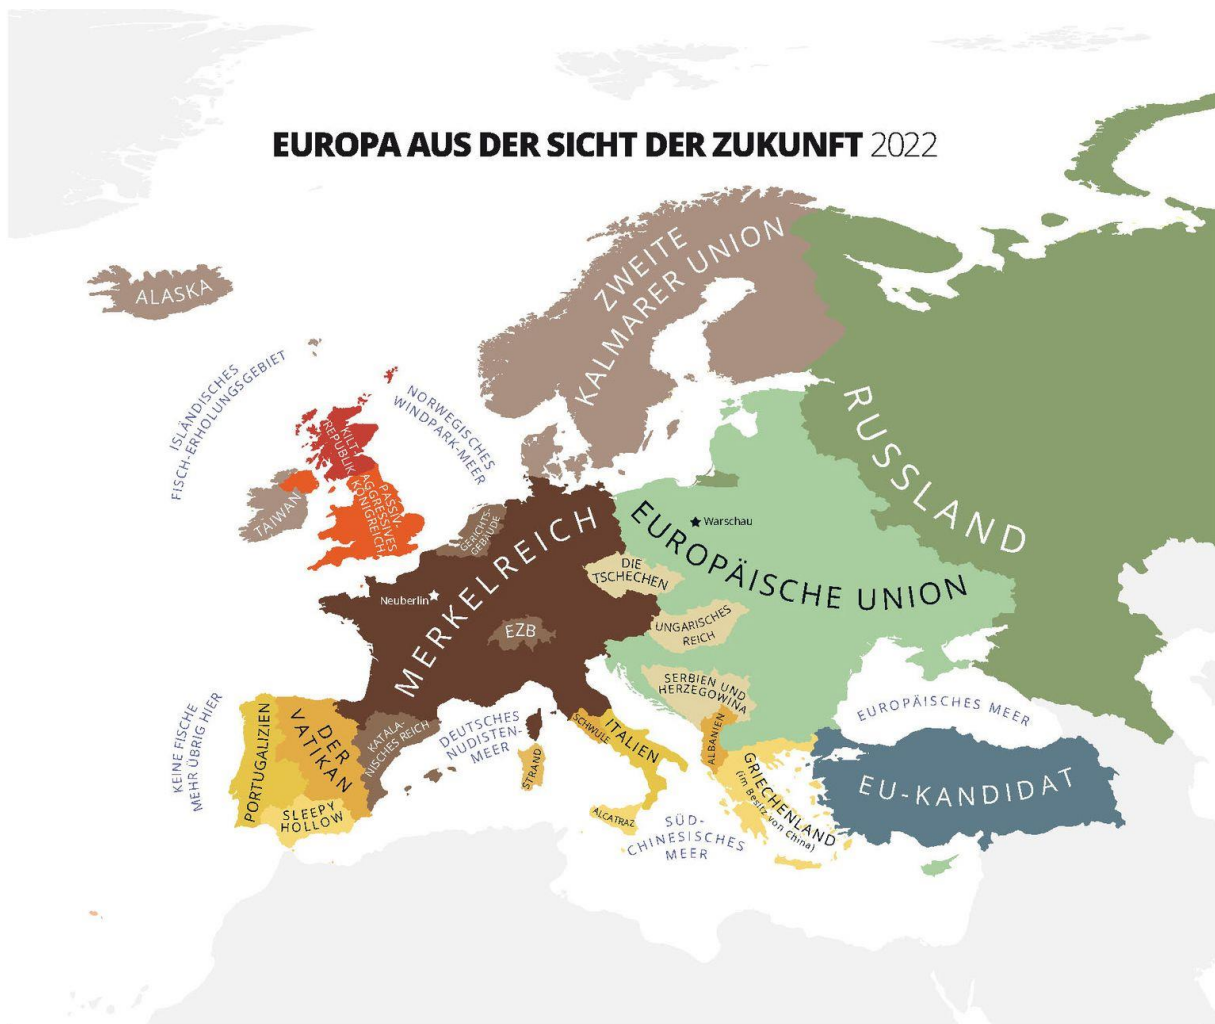 EUROPA AUS DER SICHT DER ZUKUNFT 2022
ZWEITE
KALMARER UNION
ALASKA
ISLÄNDISCHES
FISCH-ERHOLUNGSGEBIET
NORWEGISCHES
WINDPARK-MEER
RUSSLAND
KILT-
REPUBLIK
TAIWAN
PASSIV-
AGGRESSIVES
KÖNIGREICH
GERICHTS-
GEBÄUDE
MERKELREICH
Neuberlin
EZB
EUROPÄISCHE UNION
Warschau
DIE
TSCHECHEN
UNGARISCHES
REICH
SERBIEN UND
HERZEGOWINA
KEINE FISCHE
MEHR ÜBRIG HIER
PORTUGALIZIEN
DER
VATIKAN
SLEEPY
HOLLOW
KATALA-
NISCHES REICH
DEUTSCHES
NUDISTEN-
MEER
STRAND
SCHWULE
ITALIEN
ALCATRAZ
ALBANIEN
GRIECHENLAND
(im Besitz von China)
SÜD-
CHINESISCHES
MEER
EUROPÄISCHES MEER
EU-KANDIDAT